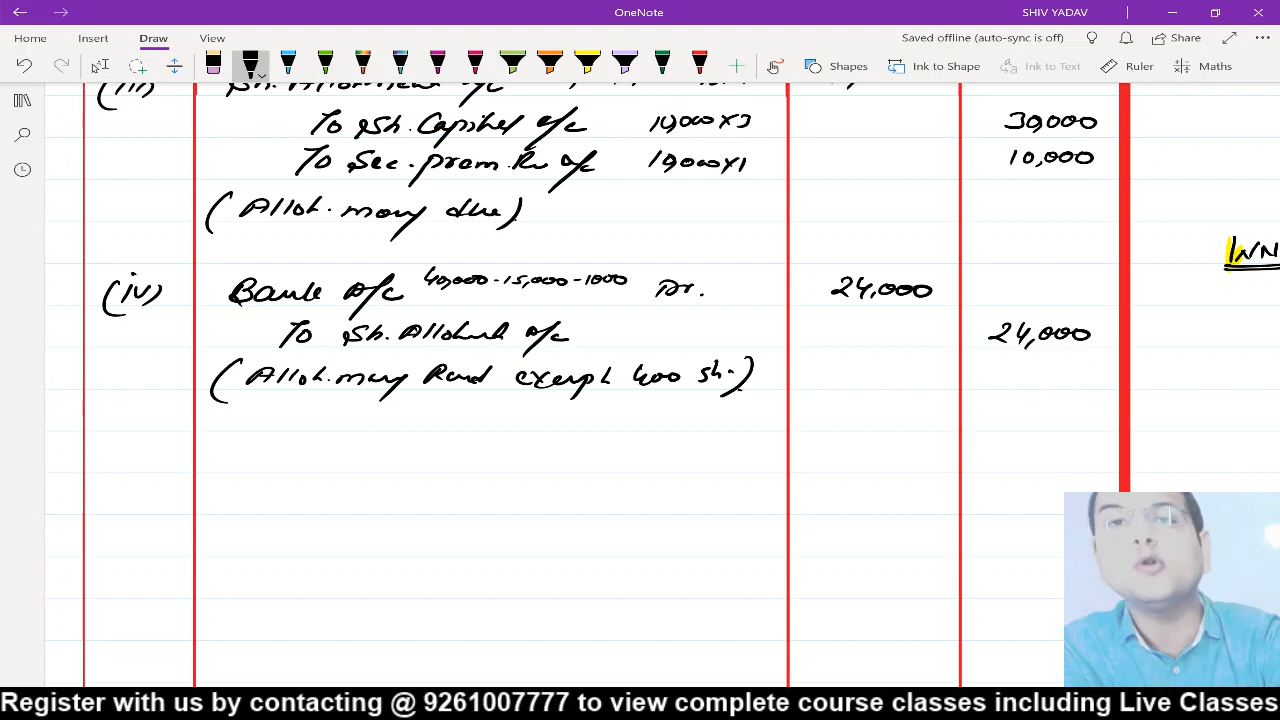 OneNote
SHIV YADAV
Home Insert Draw View
Saved offline (auto-sync is off)
Share
Shapes
Ink to Shape
Ink to Text
Ruler
Maths
(iii)
To Sh. Capital a/c 10,000×3 30,000
To Sec. prem. Rs a/c 10,000×1 10,000
(Allot. money due)
INN
(iv) Bank A/c 40,000-15,000-1000 Dr. 24,000
To Sh. Allotment a/c 24,000
(Allot. money Recd except 400 sh.)
Register with us by contacting @ 9261007777 to view complete course classes including Live Classes